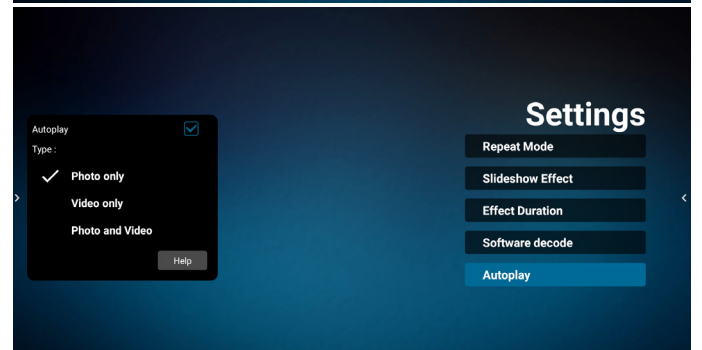 Settings
Autoplay
Type :
Photo only
Video only
Photo and Video
Help
Repeat Mode
Slideshow Effect
Effect Duration
Software decode
Autoplay